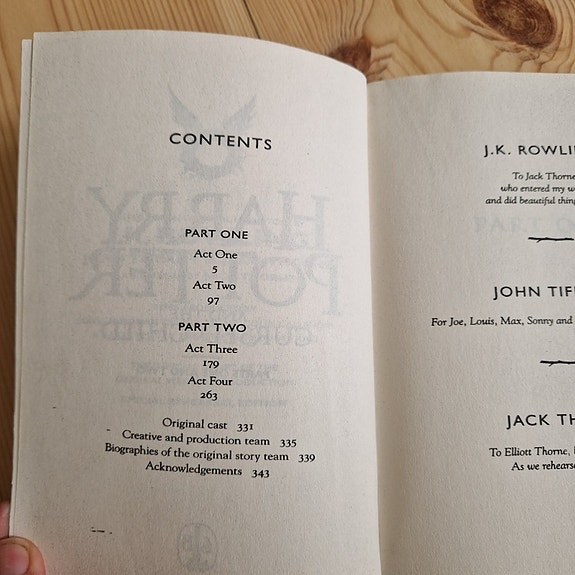 CONTENTS
PART ONE
Act One
5
Act Two
97
PART TWO
Act Three
179
Act Four
263
Original cast 331
Creative and production team 335
Biographies of the original story team 339
Acknowledgements 343
J.K. ROWLI
To Jack Thorne
who entered my w
and did beautiful thing
JOHN TIF
For Joe, Louis, Max, Sonny and
JACK TH
To Elliott Thorne,
As we rehears